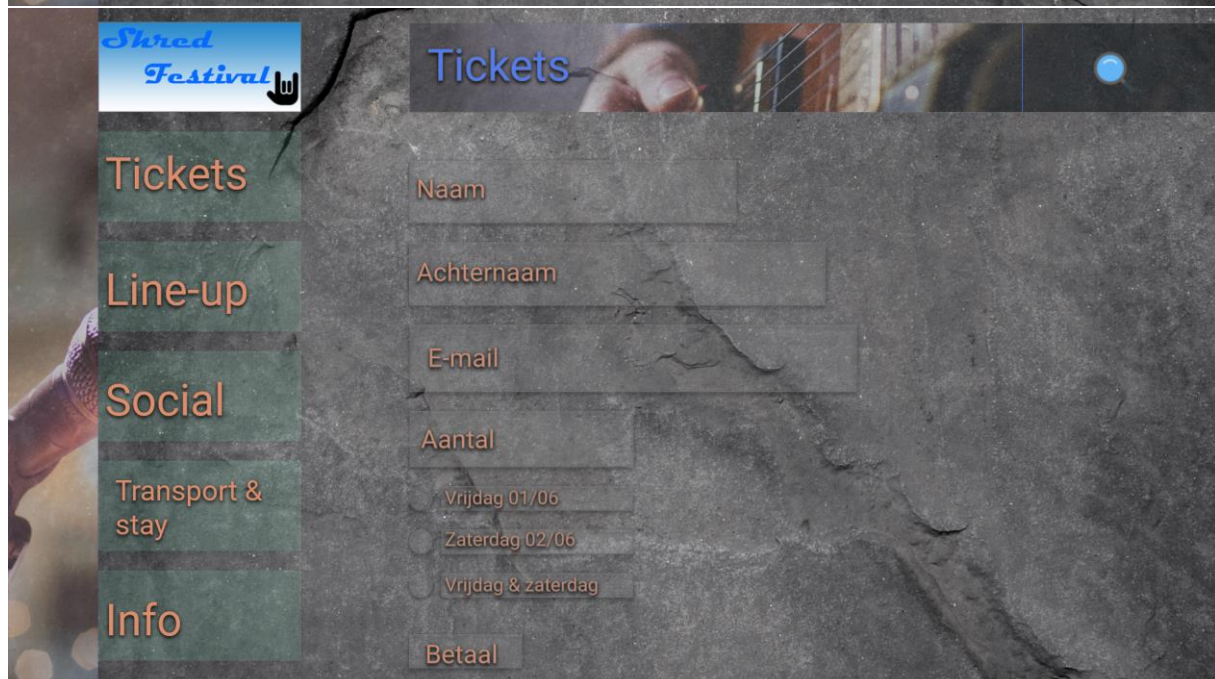 Shred
Festival
Tickets
Tickets
Line-up
Social
Transport &
stay
Info
Naam
Achternaam
E-mail
Aantal
Vrijdag 01/06
Zaterdag 02/06
Vrijdag & zaterdag
Betaal